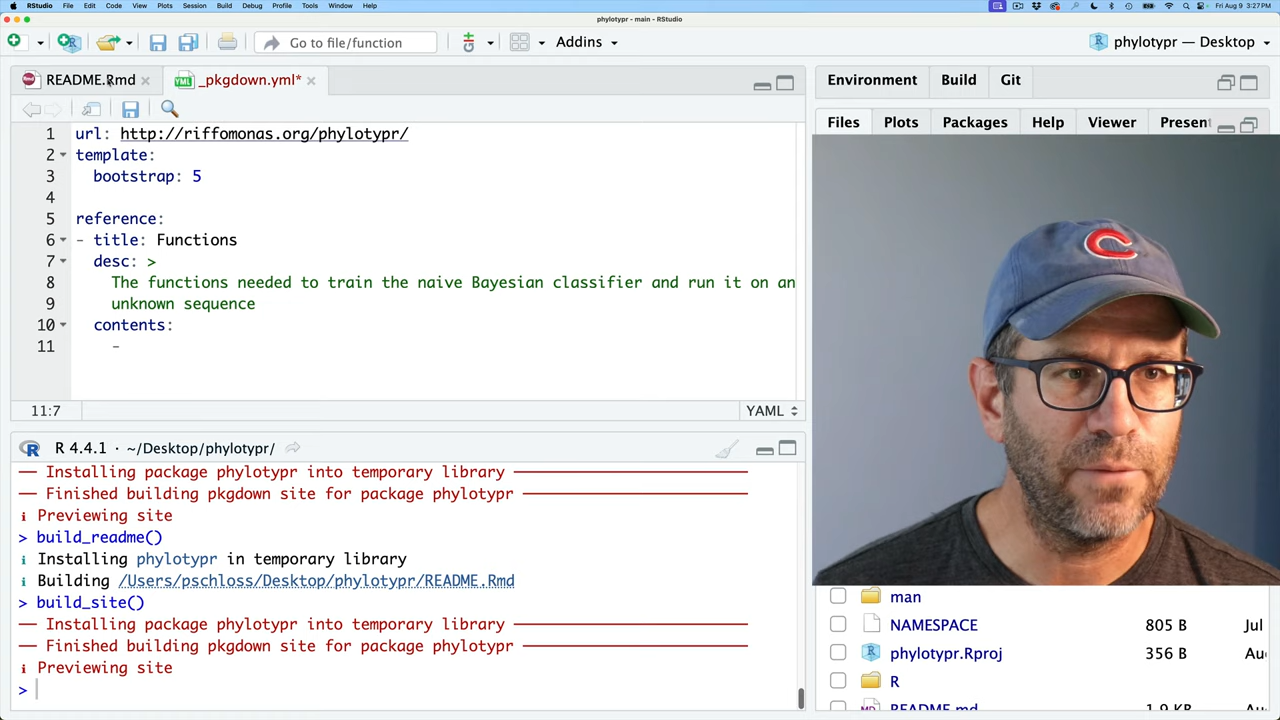 RStudio File Edit Code View Plots Session Build Debug Profile Tools Window Help Fri Aug 9 3:27 PM
phylotypr - main - RStudio
Go to file/function Addins phylotypr — Desktop
README.Rmd _pkgdown.yml*
1 url: http://riffomonas.org/phylotypr/
2 template:
3 bootstrap: 5
4
5 reference:
6 - title: Functions
7 desc: >
8 The functions needed to train the naive Bayesian classifier and run it on an
9 unknown sequence
10 contents:
11 -
11:7 YAML
R 4.4.1 · ~/Desktop/phylotypr/
— Installing package phylotypr into temporary library
— Finished building pkgdown site for package phylotypr
i Previewing site
> build_readme()
i Installing phylotypr in temporary library
i Building /Users/pschloss/Desktop/phylotypr/README.Rmd
> build_site()
— Installing package phylotypr into temporary library
— Finished building pkgdown site for package phylotypr
i Previewing site
>
Environment Build Git
Files Plots Packages Help Viewer Present
C
man
NAMESPACE 805 B Jul
phylotypr.Rproj 356 B Au
R
README.md 1.9 KB Au